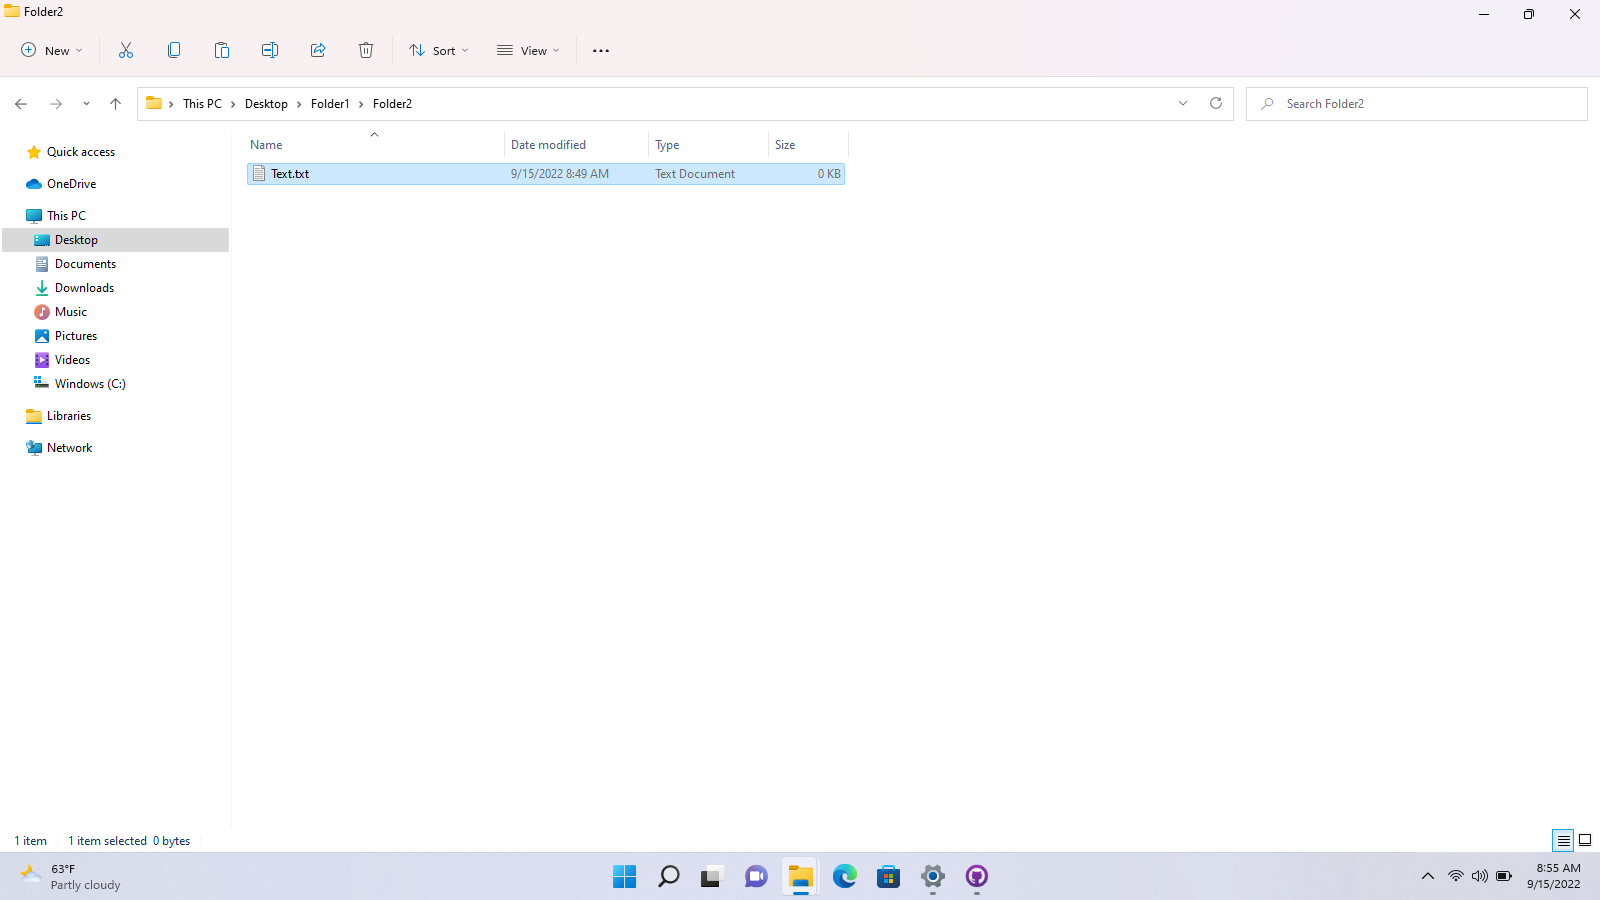 Folder2
New
Sort
View
This PC
Desktop
Folder1
Folder2
Search Folder2
Quick access
OneDrive
This PC
Desktop
Documents
Downloads
Music
Pictures
Videos
Windows (C:)
Libraries
Network
Name
Date modified
Type
Size
Text.txt
9/15/2022 8:49 AM
Text Document
0 KB
1 item
1 item selected 0 bytes
63°F
Partly cloudy
8:55 AM
9/15/2022